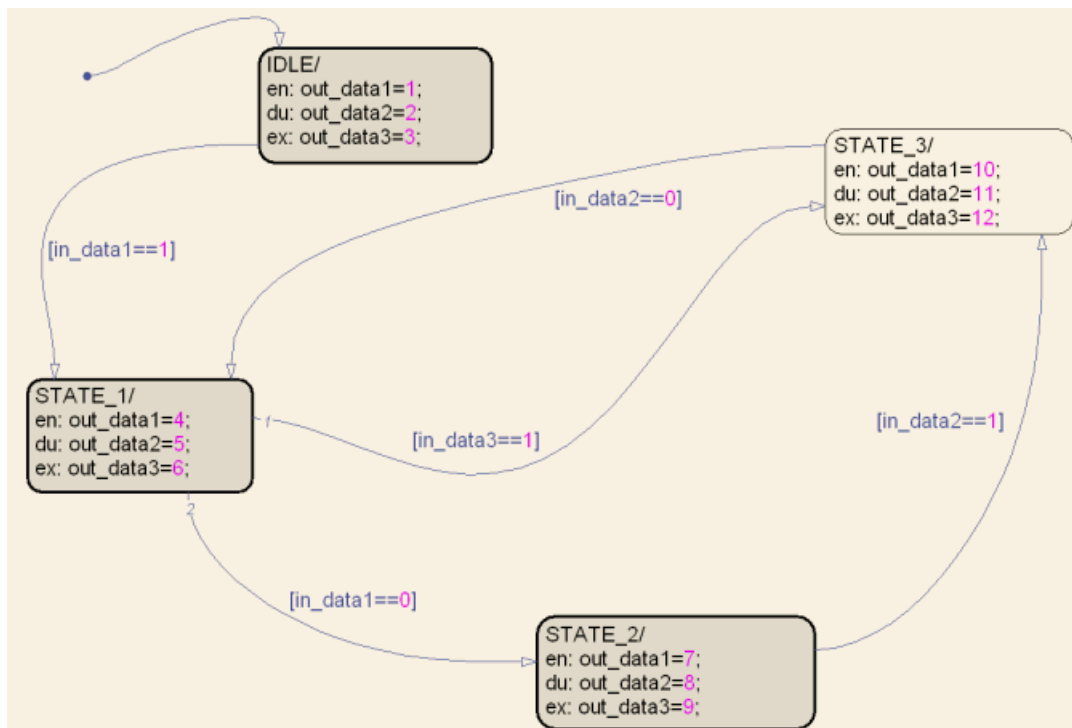 IDLE/
en: out_data1=1;
du: out_data2=2;
ex: out_data3=3;
STATE_3/
en: out_data1=10;
du: out_data2=11;
ex: out_data3=12;
[in_data2==0]
[in_data1==1]
STATE_1/
en: out_data1=4;
du: out_data2=5;
ex: out_data3=6;
1
[in_data3==1]
[in_data2==1]
2
[in_data1==0]
STATE_2/
en: out_data1=7;
du: out_data2=8;
ex: out_data3=9;